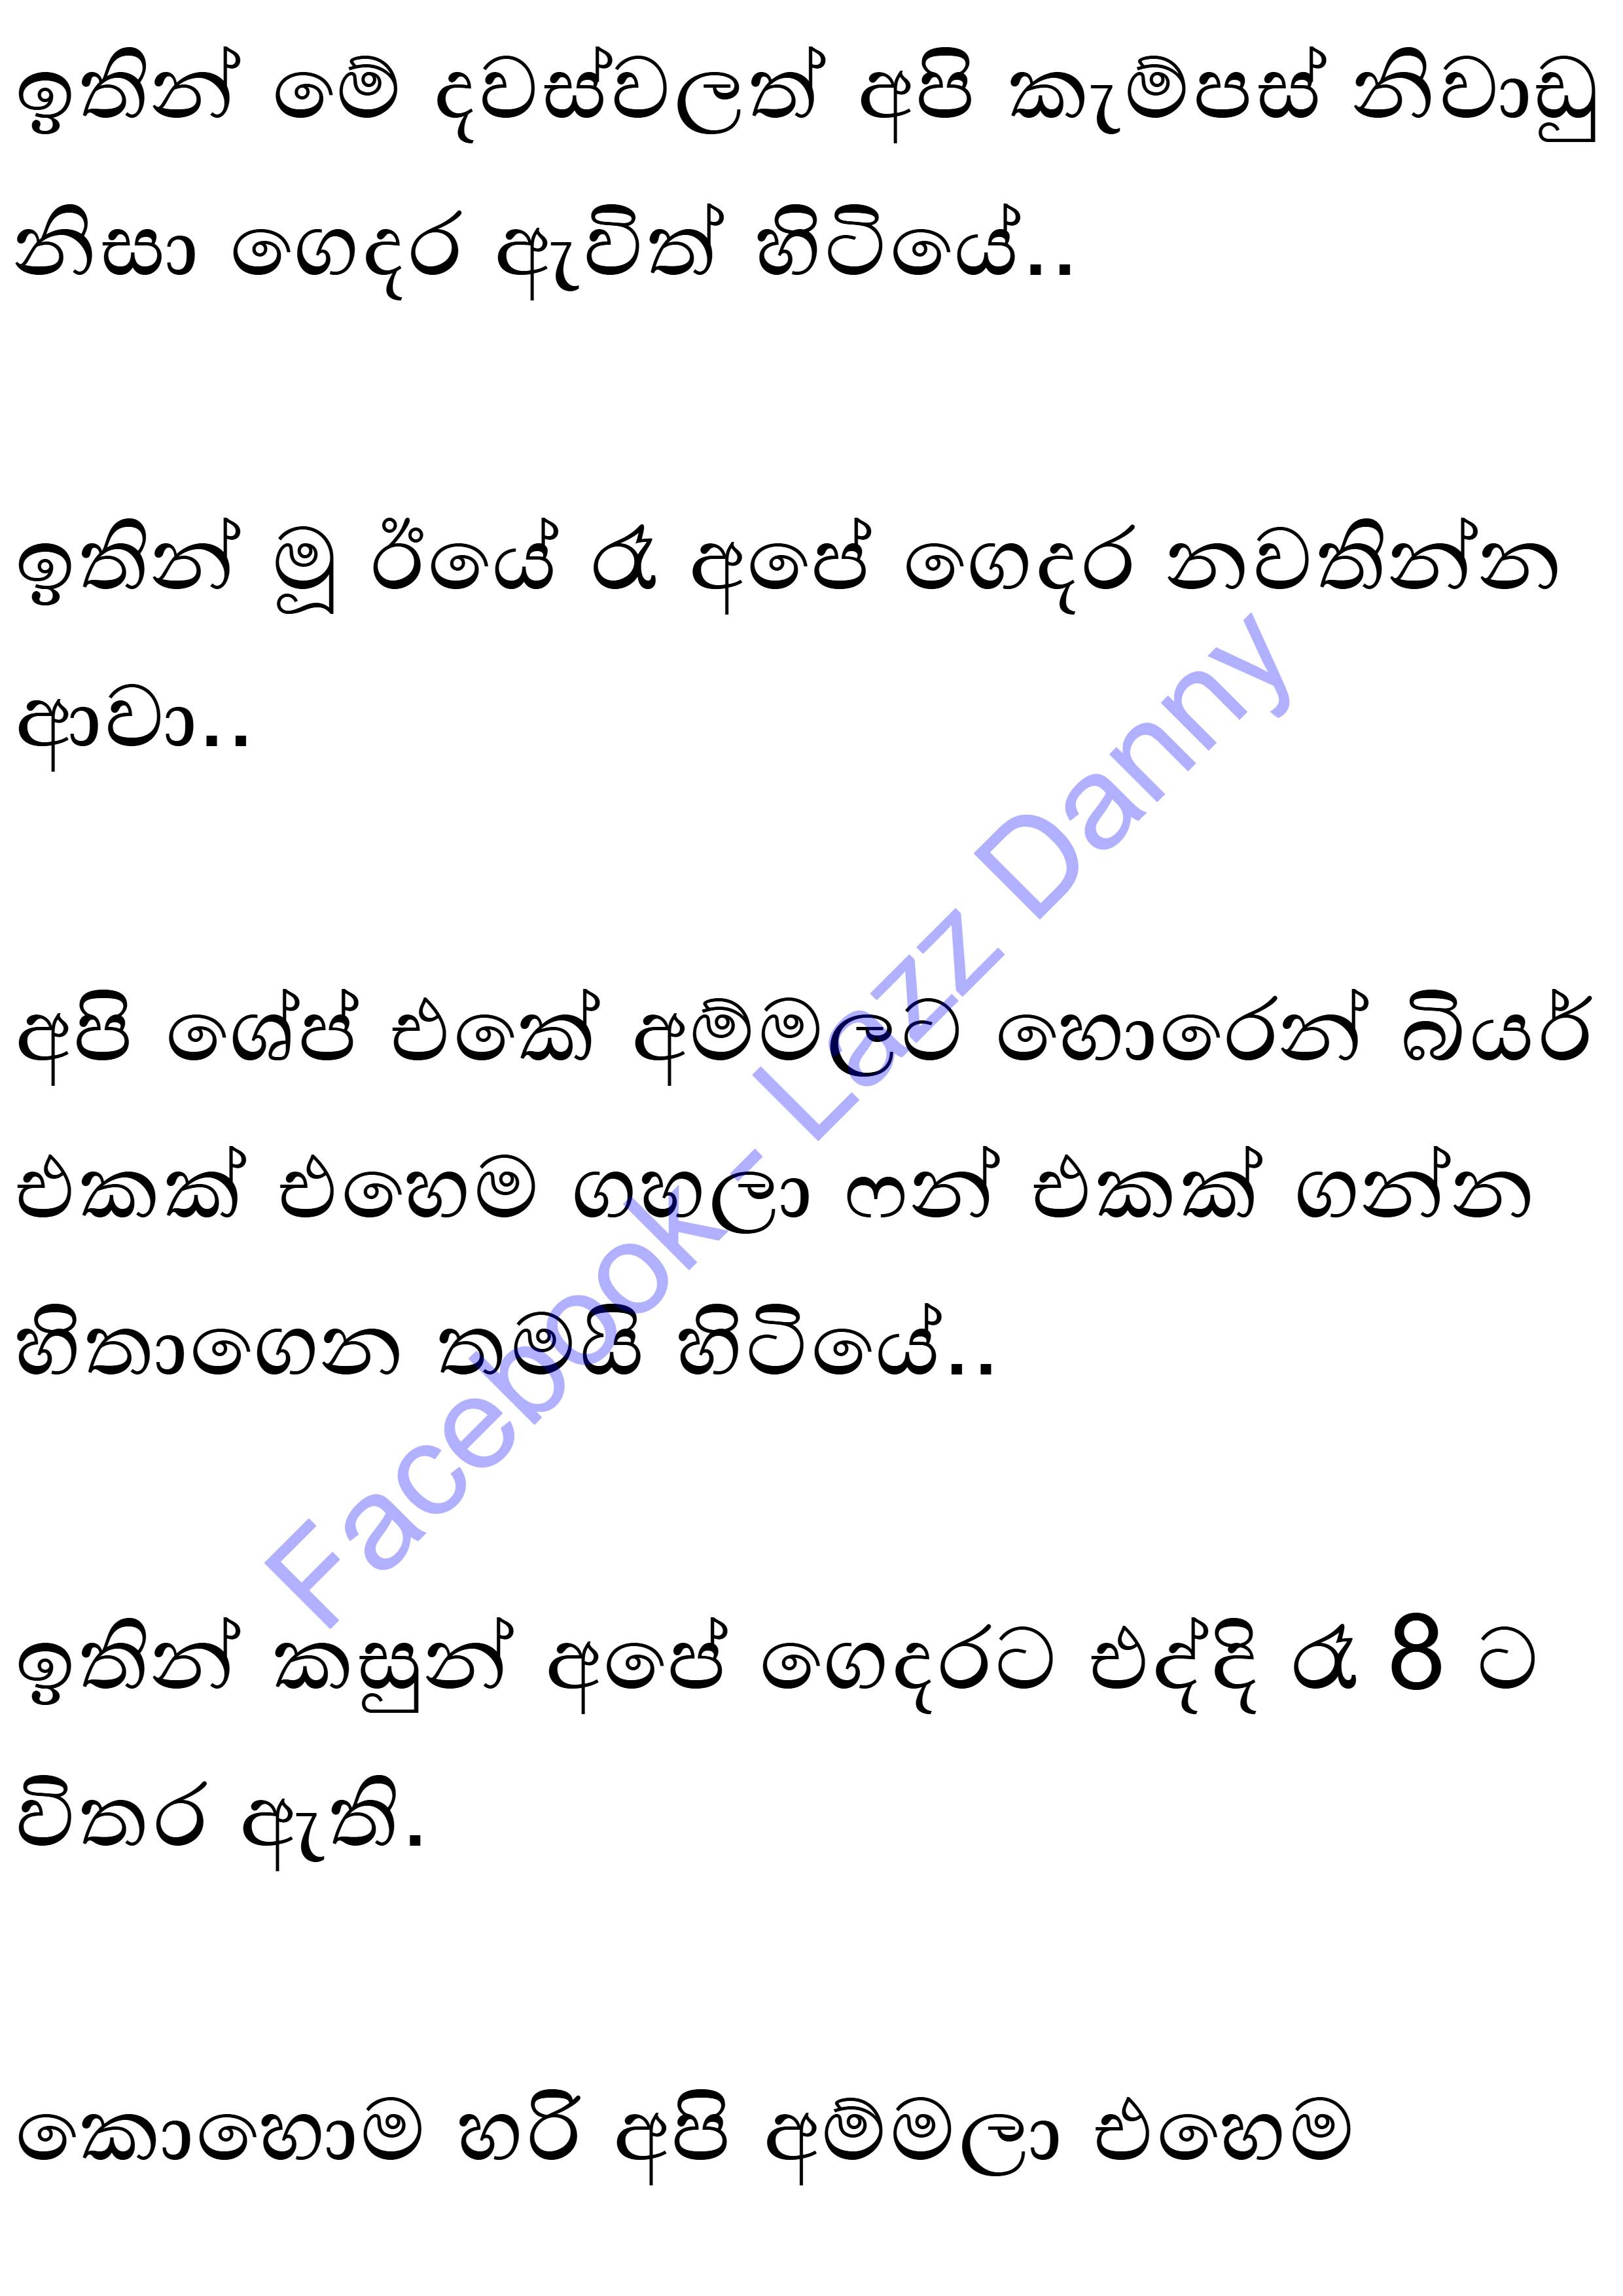 ඉතින් මේ දවස්වලත් අපි කැම්පස් නිවාඩු
නිසා ගෙදර ඇවිත් හිටියේ..
ඉතින් මූ ඊයේ රෑ අපේ ගෙදර නවතින්න
ආවා..
අපි ශේප් එකේ අම්මලට හොරෙන් බියර්
එකක් එහෙම ගහලා ෆන් එකක් ගන්න
හිතාගෙන තමයි හිටියේ..
ඉතින් කසුන් අපේ ගෙදරට එද්දි රෑ 8 ට
විතර ඇති.
කොහොම හරි අපි අම්මලා එහෙම
Facebook - Lazz Danny